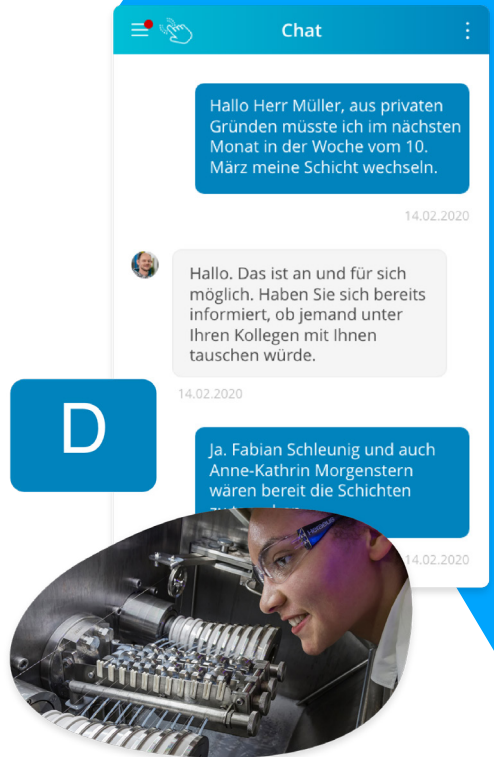 Chat
Hallo Herr Müller, aus privaten
Gründen müsste ich im nächsten
Monat in der Woche vom 10.
März meine Schicht wechseln.
14.02.2020
Hallo. Das ist an und für sich
möglich. Haben Sie sich bereits
informiert, ob jemand unter
Ihren Kollegen mit Ihnen
tauschen würde.
14.02.2020
D
Ja. Fabian Schleunig und auch
Anne-Kathrin Morgenstern
wären bereit die Schichten
14.02.2020